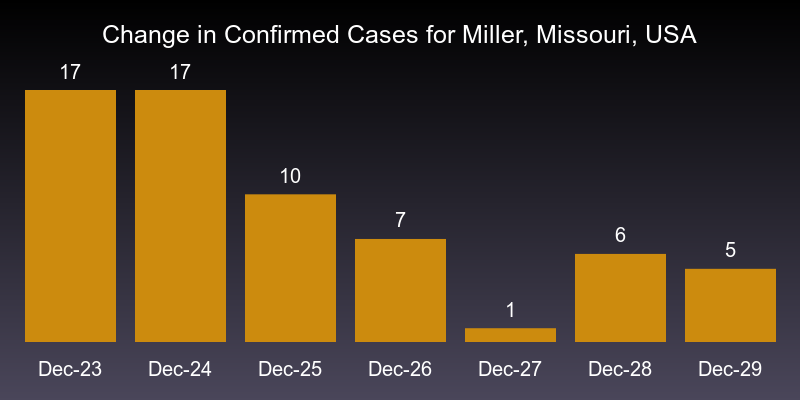 Change in Confirmed Cases for Miller, Missouri, USA
17
17
10
7
1
6
5
Dec-23
Dec-24
Dec-25
Dec-26
Dec-27
Dec-28
Dec-29